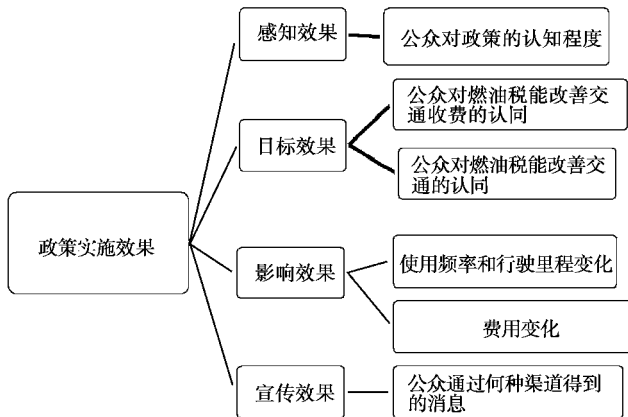 政策实施效果
感知效果
公众对政策的认知程度
目标效果
公众对燃油税能改善交
通收费的认同
公众对燃油税能改善交
通的认同
影响效果
使用频率和行驶里程变化
费用变化
宣传效果
公众通过何种渠道得到
的消息